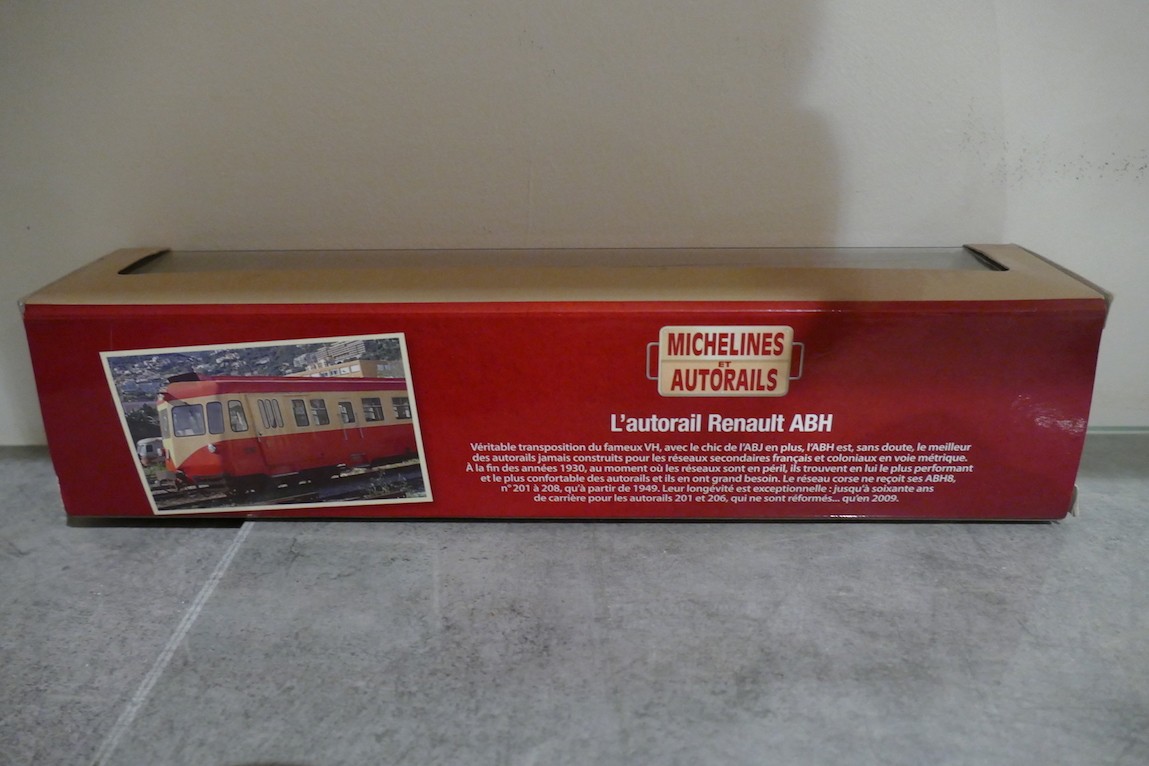 MICHELINES
ET
AUTORAILS
L'autorail Renault ABH
Véritable transposition du fameux VH, avec le chic de l'ABJ en plus, l'ABH est, sans doute, le meilleur
des autorails jamais construits pour les réseaux secondaires français et coloniaux en voie métrique.
À la fin des années 1930, au moment où les réseaux sont en péril, ils trouvent en lui le plus performant
et le plus confortable des autorails et ils en ont grand besoin. Le réseau corse ne reçoit ses ABH8,
n° 201 à 208, qu'à partir de 1949. Leur longévité est exceptionnelle : jusqu'à soixante ans
de carrière pour les autorails 201 et 206, qui ne sont réformés... qu'en 2009.